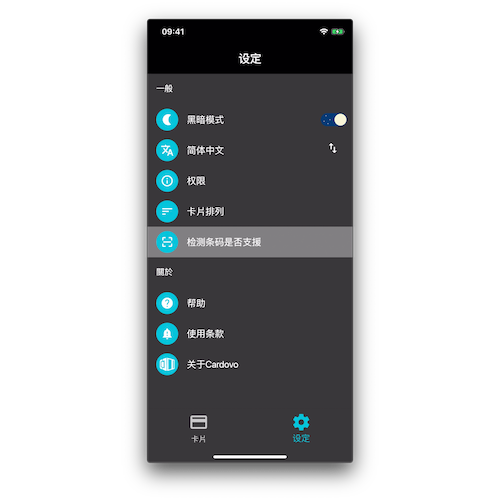 09:41
设定
一般
黑暗模式
简体中文
权限
卡片排列
检测条码是否支援
關於
帮助
使用条款
关于Cardovo
卡片
设定